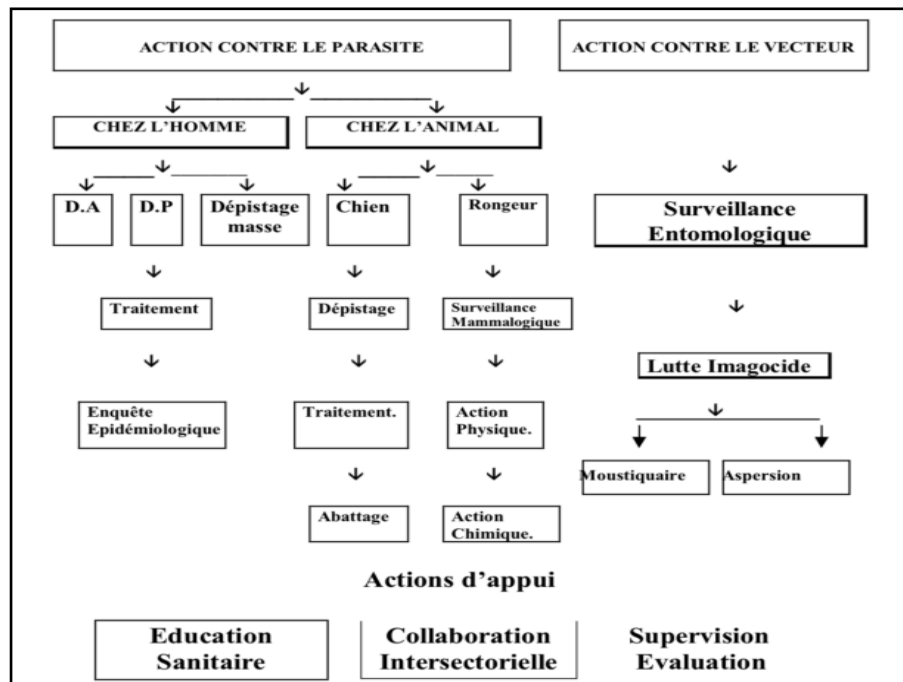 ACTION CONTRE LE PARASITE
ACTION CONTRE LE VECTEUR
CHEZ L'HOMME
CHEZ L'ANIMAL
D.A
D.P
Dépistage
masse
Chien
Rongeur
Surveillance
Entomologique
Traitement
Dépistage
Surveillance
Mammalogique
Lutte Imagocide
Enquête
Epidémiologique
Traitement.
Action
Physique.
Moustiquaire
Aspersion
Abattage
Action
Chimique.
Actions d'appui
Education
Sanitaire
Collaboration
Intersectorielle
Supervision
Evaluation